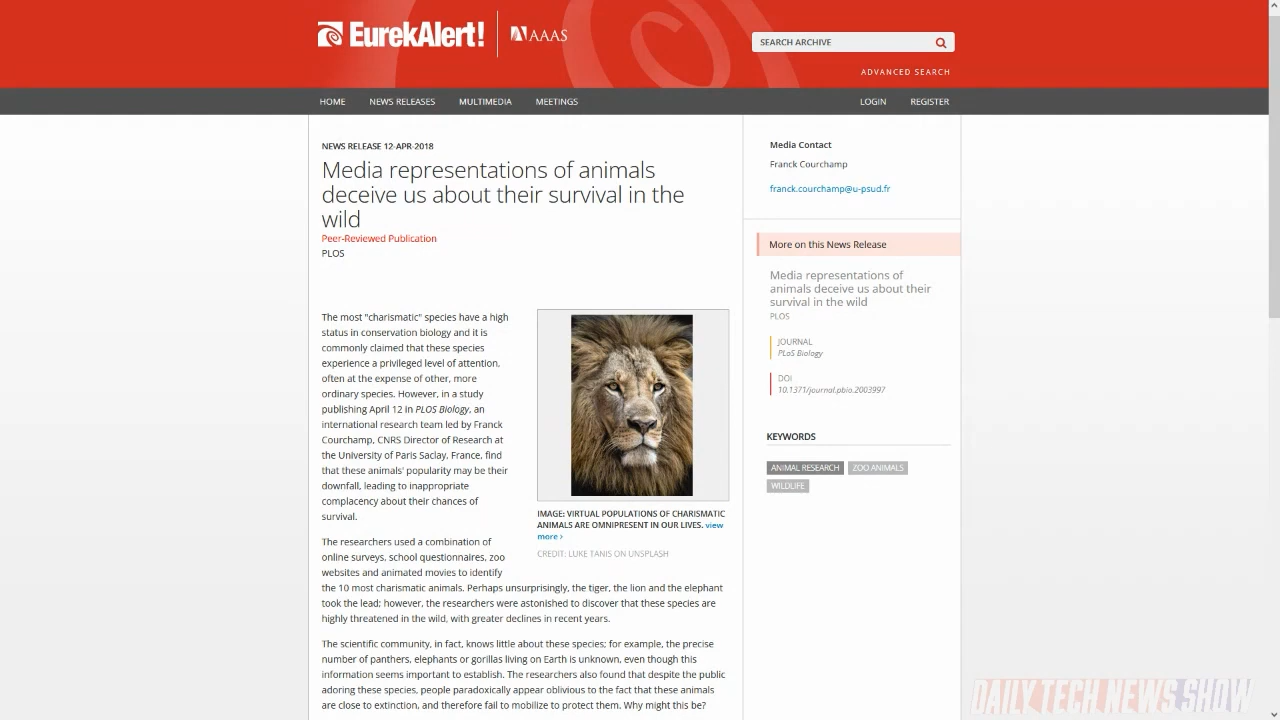 EurekAlert!
AAAS
SEARCH ARCHIVE
ADVANCED SEARCH
HOME NEWS RELEASES MULTIMEDIA MEETINGS LOGIN REGISTER
NEWS RELEASE 12-APR-2018
Media representations of animals
deceive us about their survival in the
wild
Peer-Reviewed Publication
PLOS
The most "charismatic" species have a high
status in conservation biology and it is
commonly claimed that these species
experience a privileged level of attention,
often at the expense of other, more
ordinary species. However, in a study
publishing April 12 in PLOS Biology, an
international research team led by Franck
Courchamp, CNRS Director of Research at
the University of Paris Saclay, France, find
that these animals' popularity may be their
downfall, leading to inappropriate
complacency about their chances of
survival.
IMAGE: VIRTUAL POPULATIONS OF CHARISMATIC
ANIMALS ARE OMNIPRESENT IN OUR LIVES. view
more >
CREDIT: LUKE TANIS ON UNSPLASH
The researchers used a combination of
online surveys, school questionnaires, zoo
websites and animated movies to identify
the 10 most charismatic animals. Perhaps unsurprisingly, the tiger, the lion and the elephant
took the lead; however, the researchers were astonished to discover that these species are
highly threatened in the wild, with greater declines in recent years.
The scientific community, in fact, knows little about these species; for example, the precise
number of panthers, elephants or gorillas living on Earth is unknown, even though this
information seems important to establish. The researchers also found that despite the public
adoring these species, people paradoxically appear oblivious to the fact that these animals
are close to extinction, and therefore fail to mobilize to protect them. Why might this be?
Media Contact
Franck Courchamp
franck.courchamp@u-psud.fr
More on this News Release
Media representations of
animals deceive us about their
survival in the wild
PLOS
JOURNAL
PLoS Biology
DOI
10.1371/journal.pbio.2003997
KEYWORDS
ANIMAL RESEARCH ZOO ANIMALS
WILDLIFE
DAILY TECH NEWS SHOW